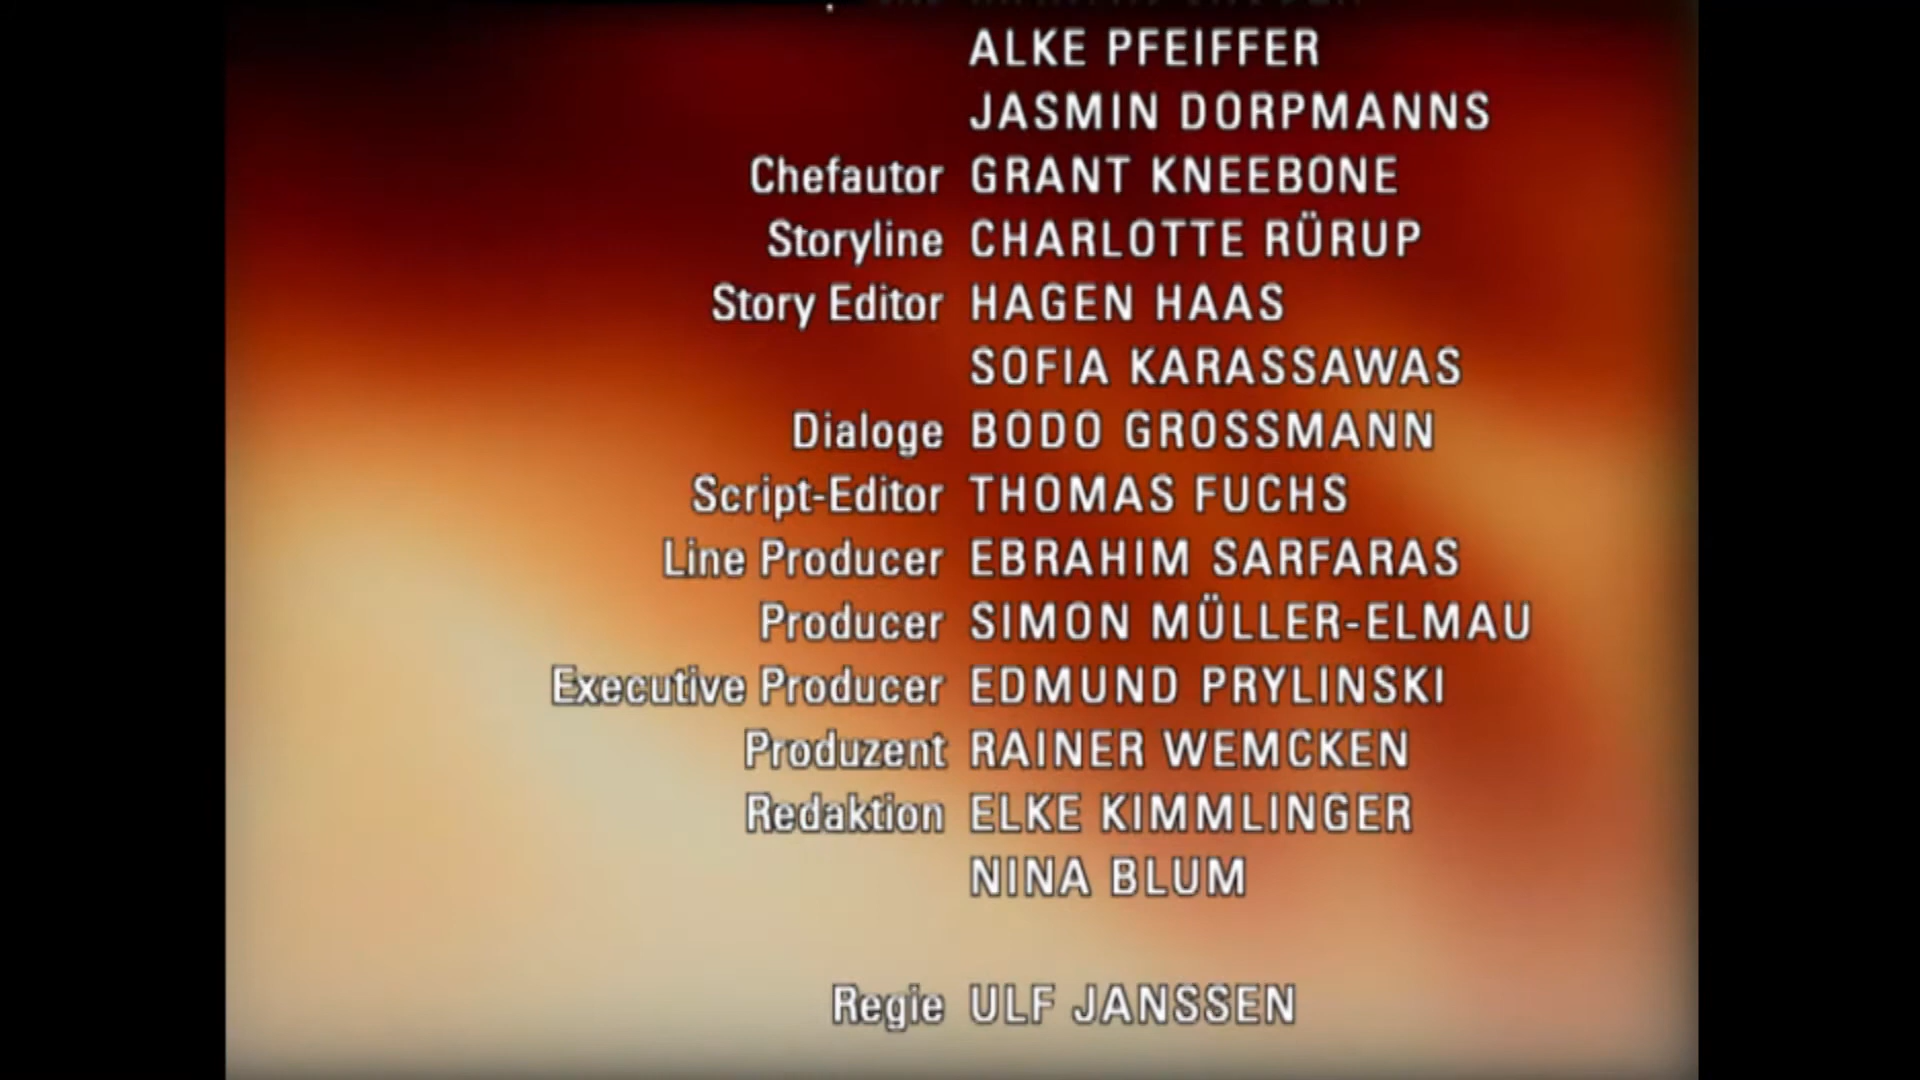 ALKE PFEIFFER
JASMIN DORPMANNS
Chefautor GRANT KNEEBONE
Storyline CHARLOTTE RÜRUP
Story Editor HAGEN HAAS
SOFIA KARASSAWAS
Dialoge BODO GROSSMANN
Script-Editor THOMAS FUCHS
Line Producer EBRAHIM SARFARAS
Producer SIMON MÜLLER-ELMAU
Executive Producer EDMUND PRYLINSKI
Produzent RAINER WEMCKEN
Redaktion ELKE KIMMLINGER
NINA BLUM
Regie ULF JANSSEN